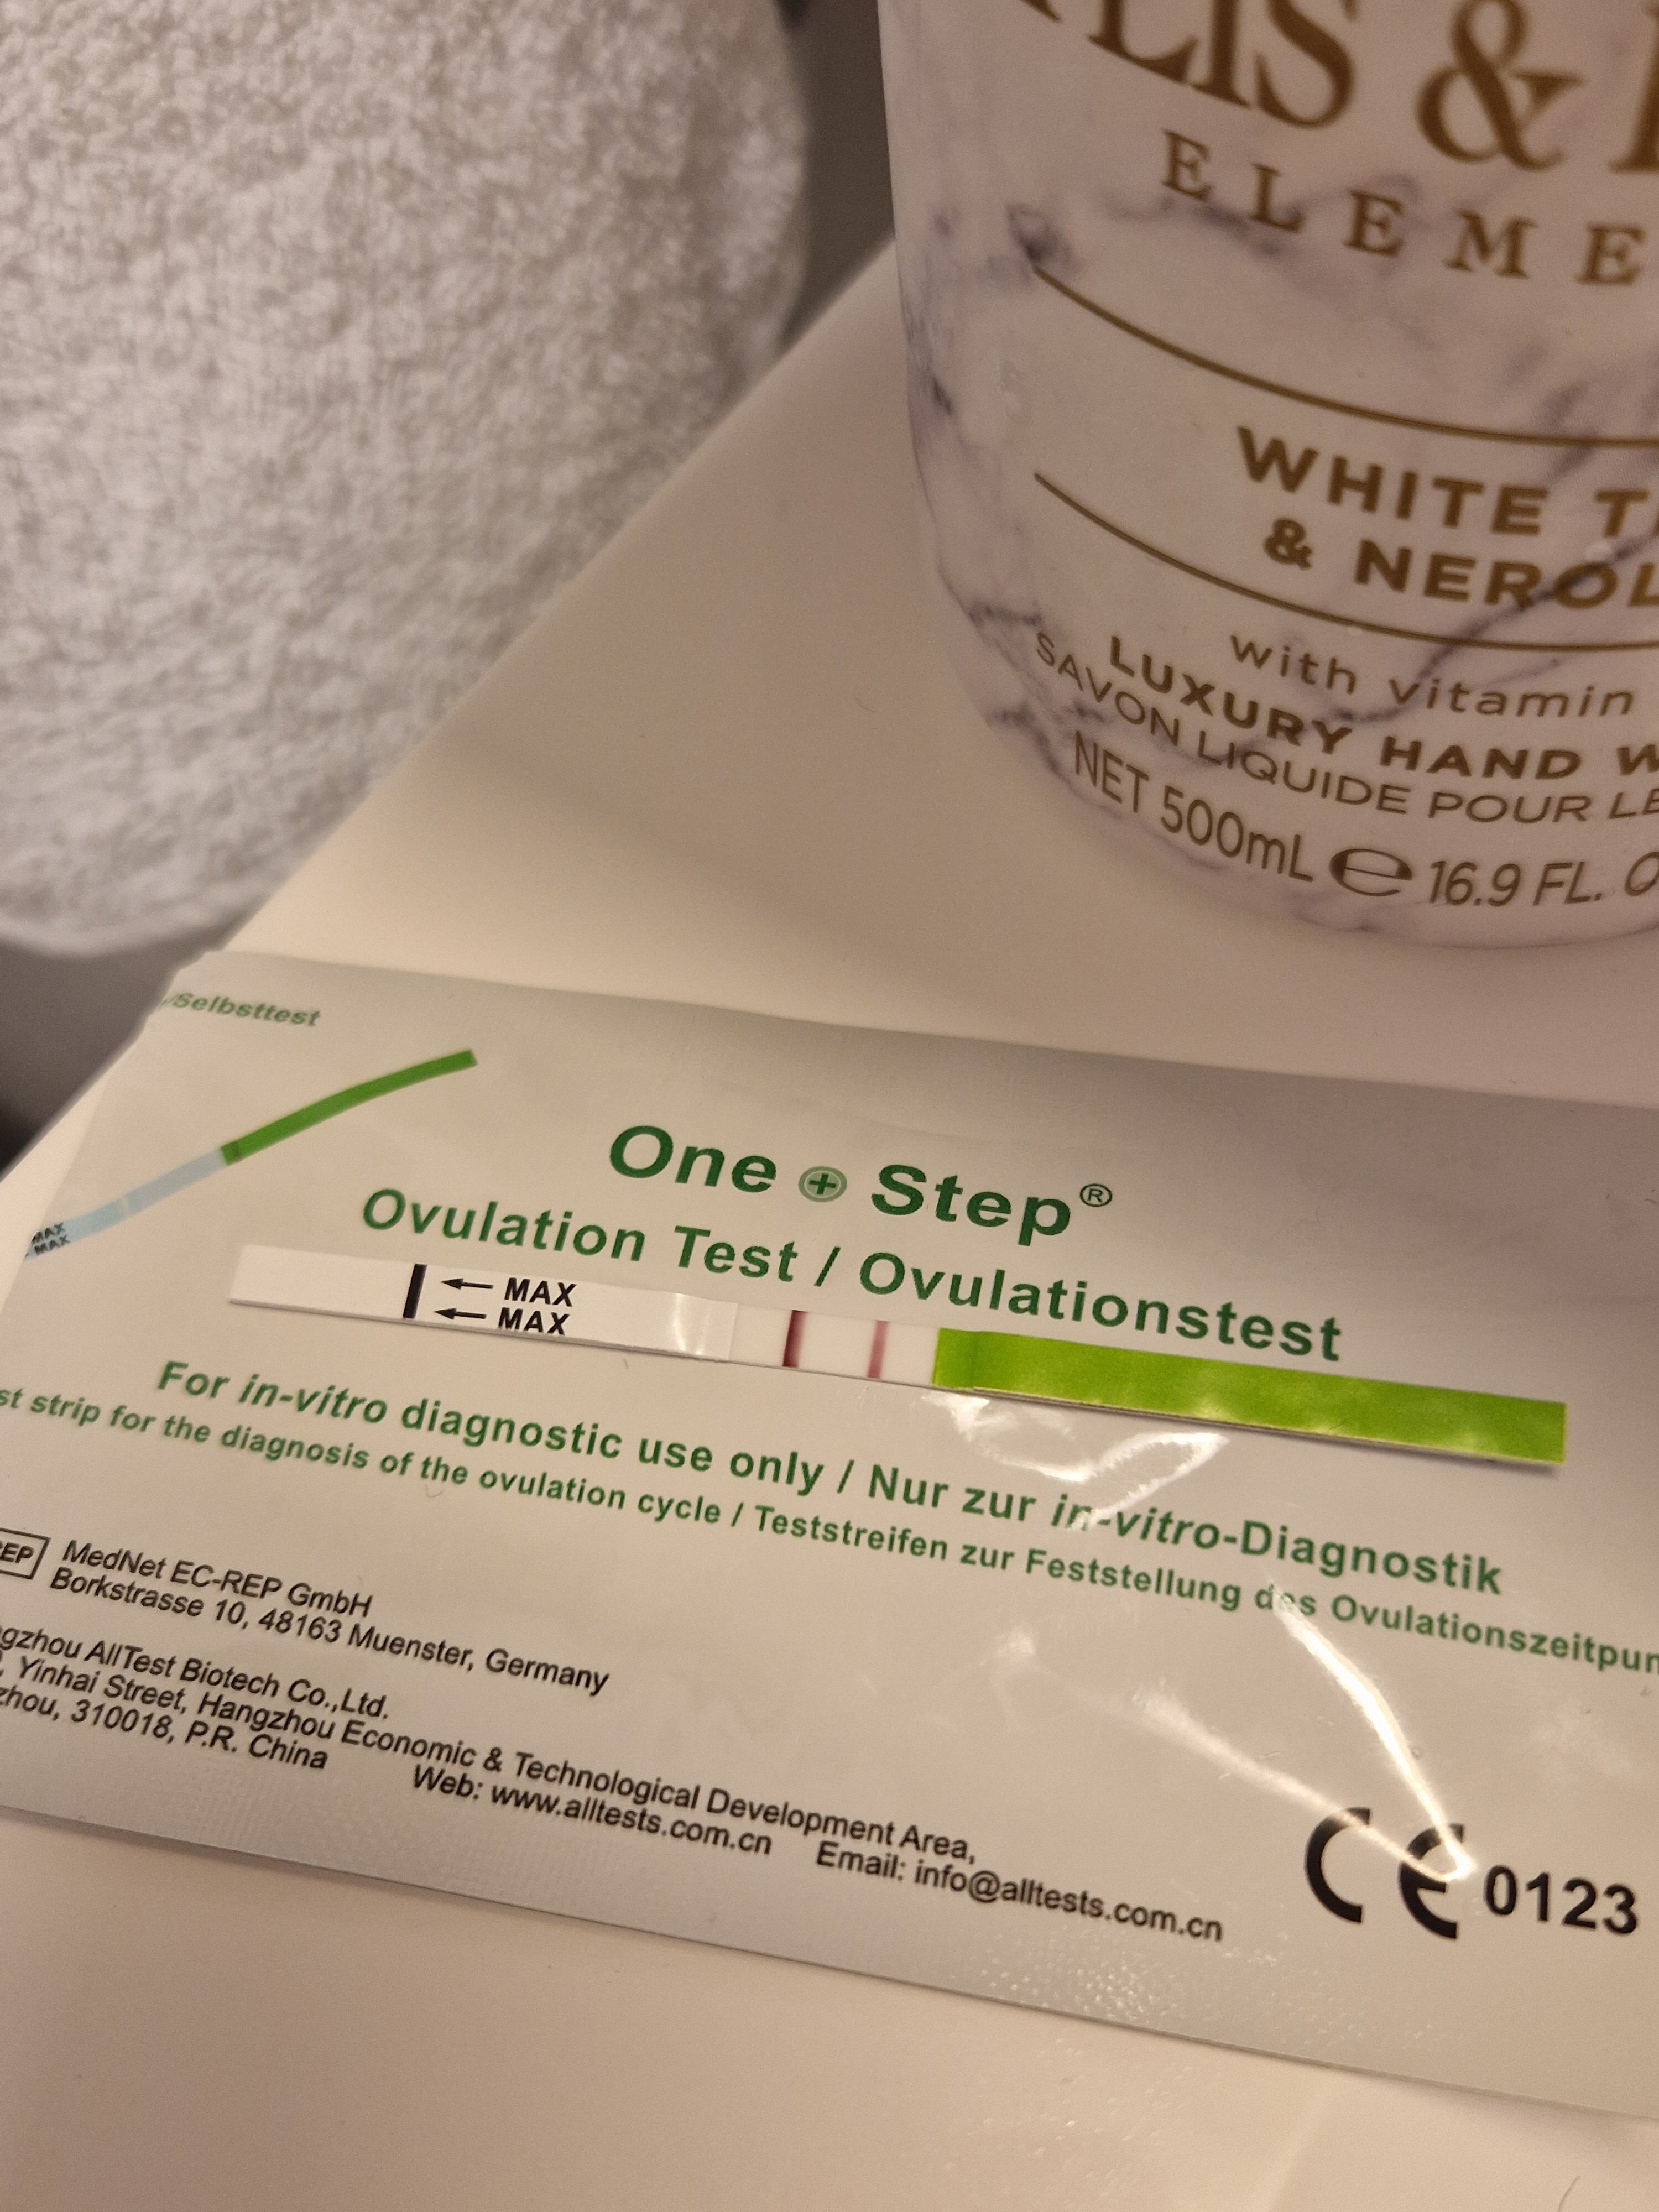 LIS &
ELEME
WHITE
& NEROL
with vitamin
LUXURY HAND W
SAVON LIQUIDE POUR LE
NET 500mL e 16.9 FL. O
/Selbsttest
MAX
MAX
One + Step®
Ovulation Test / Ovulationstest
MAX
MAX
For in-vitro diagnostic use only / Nur zur in-vitro-Diagnostik
st strip for the diagnosis of the ovulation cycle / Teststreifen zur Feststellung des Ovulationszeitpun
EP MedNet EC-REP GmbH
Borkstrasse 10, 48163 Muenster, Germany
gzhou AllTest Biotech Co.,Ltd.
, Yinhai Street, Hangzhou Economic & Technological Development Area,
zhou, 310018, P.R. China
Web: www.alltests.com.cn Email: info@alltests.com.cn
CE 0123